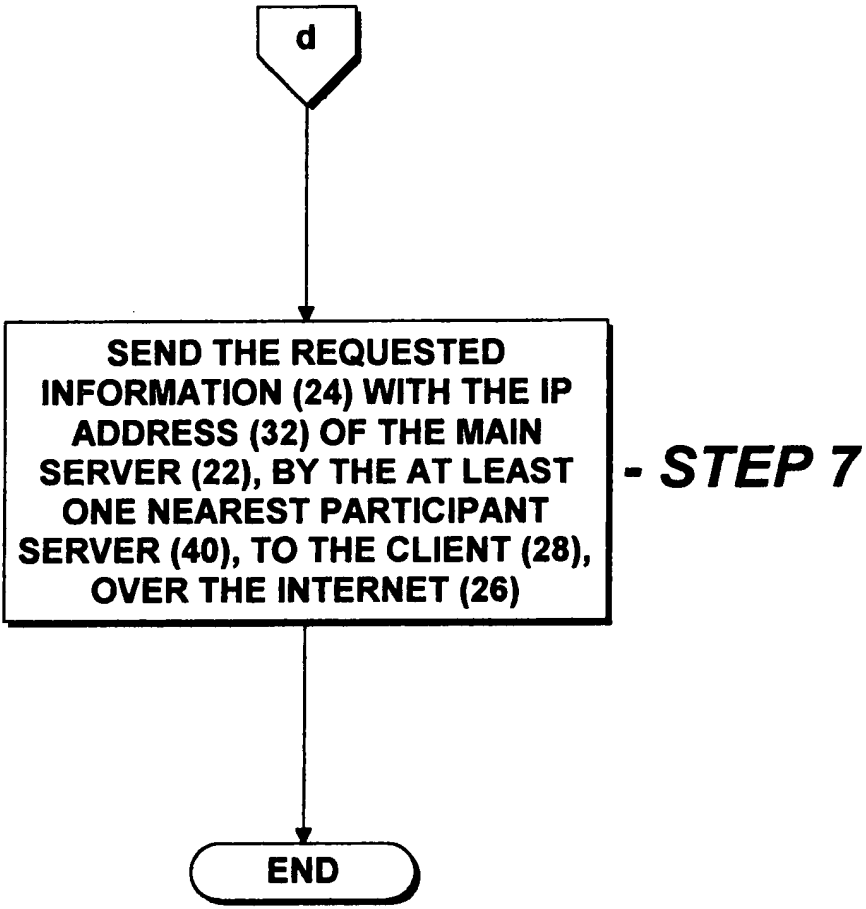 d
SEND THE REQUESTED
INFORMATION (24) WITH THE IP
ADDRESS (32) OF THE MAIN
SERVER (22), BY THE AT LEAST
ONE NEAREST PARTICIPANT
SERVER (40), TO THE CLIENT (28),
OVER THE INTERNET (26)
- STEP 7
END